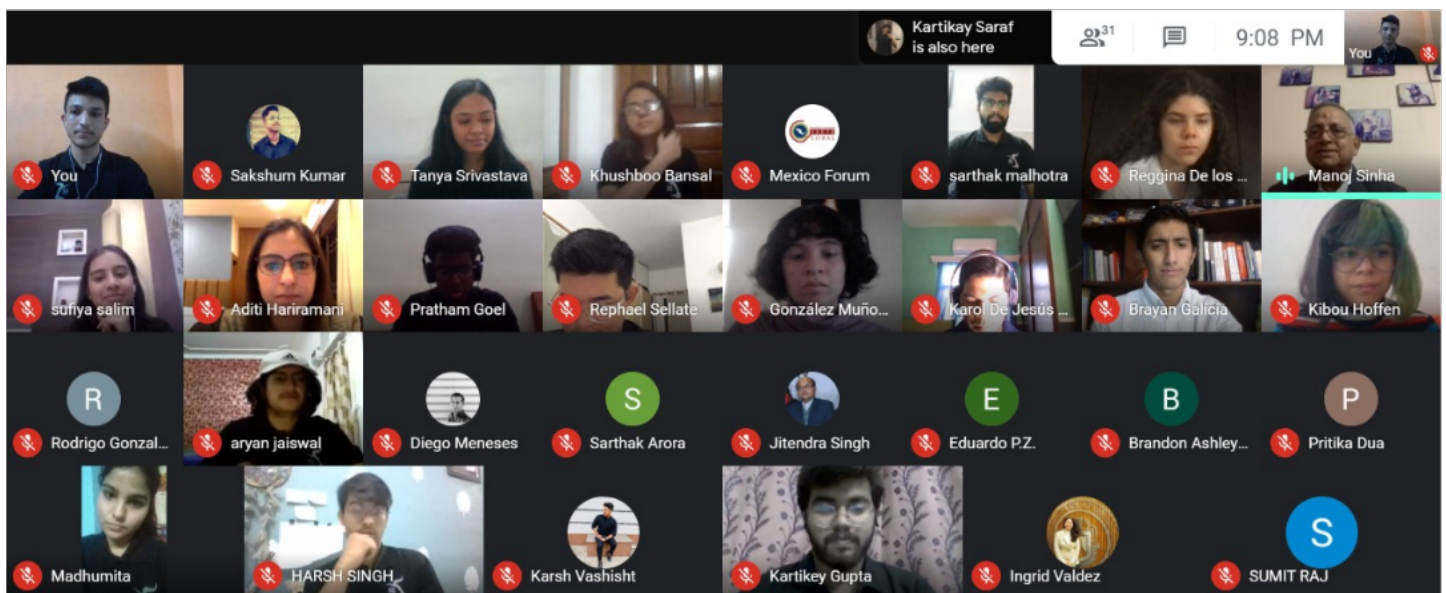 Kartikay Saraf
is also here
31
9:08 PM
You
You
Sakshum Kumar
Tanya Srivastava
Khushboo Bansal
Mexico Forum
sarthak malhotra
Reggina De los ...
Manoj Sinha
sufiya salim
Aditi Hariramani
Pratham Goel
Rephael Sellate
González Muño...
Karol De Jesús ...
Brayan Galicia
Kibou Hoffen
R
Rodrigo Gonzal...
aryan jaiswal
Diego Meneses
S
Sarthak Arora
Jitendra Singh
E
Eduardo P.Z.
B
Brandon Ashley...
P
Pritika Dua
Madhumita
HARSH SINGH
Karsh Vashisht
Kartikey Gupta
Ingrid Valdez
S
SUMIT RAJ